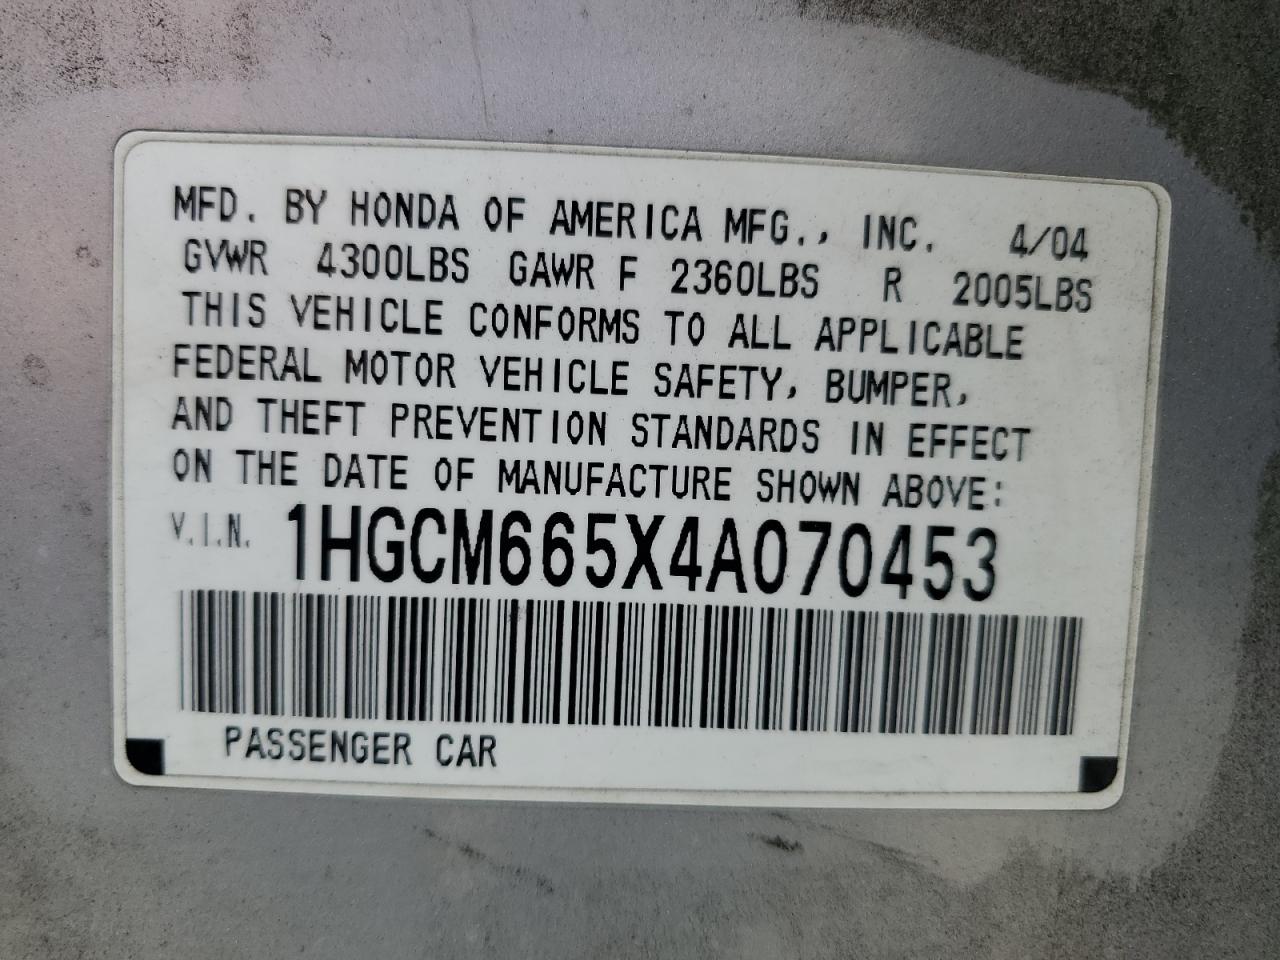 MFD. BY HONDA OF AMERICA MFG., INC. 4/04
GVWR 4300LBS GAWR F 2360LBS R 2005LBS
THIS VEHICLE CONFORMS TO ALL APPLICABLE
FEDERAL MOTOR VEHICLE SAFETY, BUMPER,
AND THEFT PREVENTION STANDARDS IN EFFECT
ON THE DATE OF MANUFACTURE SHOWN ABOVE:
V.I.N. 1HGCM665X4A070453
PASSENGER CAR